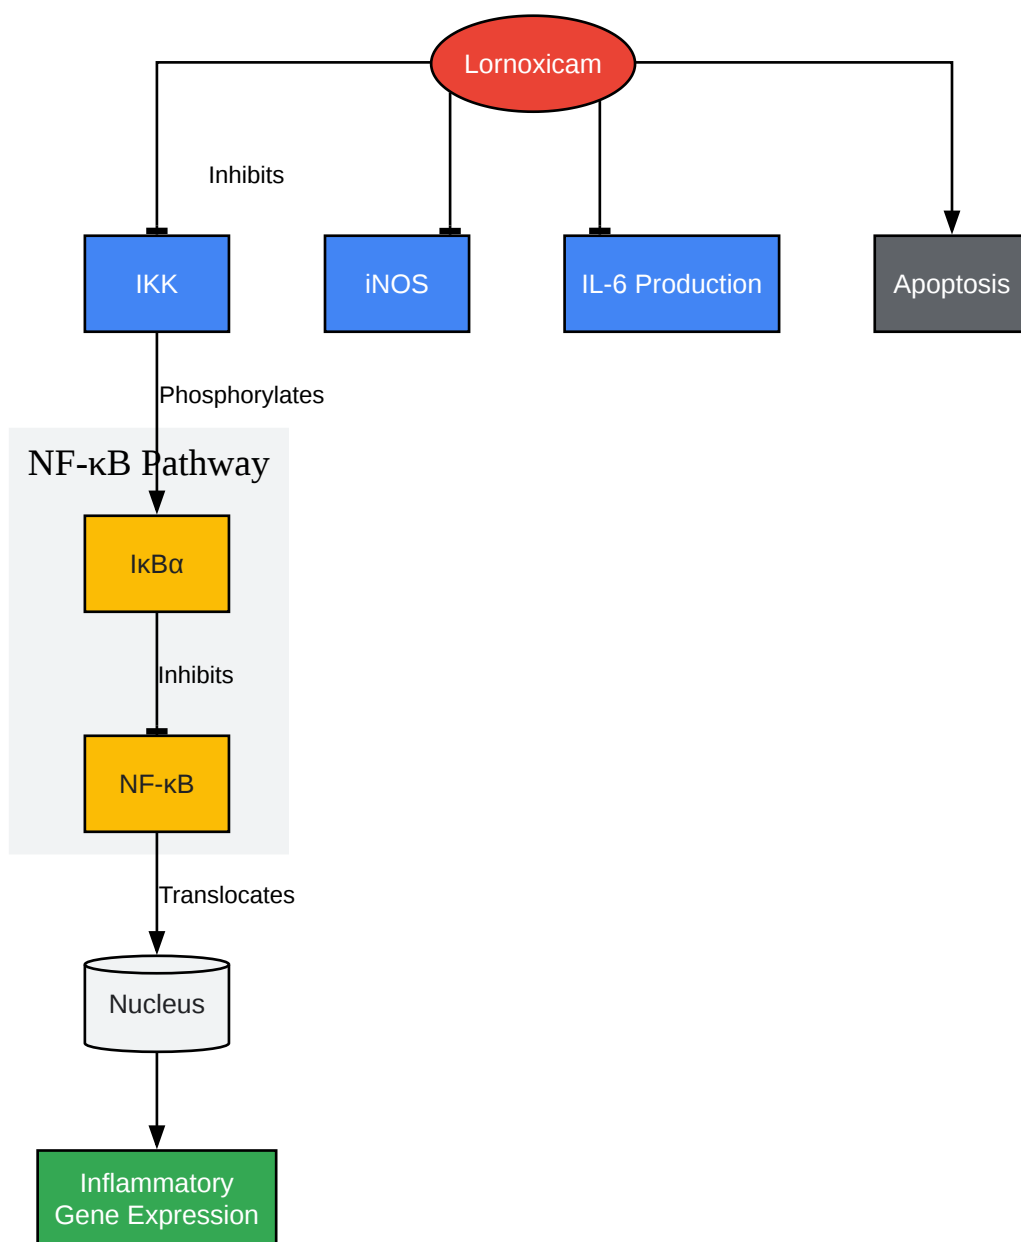 Lornoxicam
Inhibits
IKK
iNOS
IL-6 Production
Apoptosis
Phosphorylates
NF-κB Pathway
IκBα
Inhibits
NF-κB
Translocates
Nucleus
Inflammatory
Gene Expression